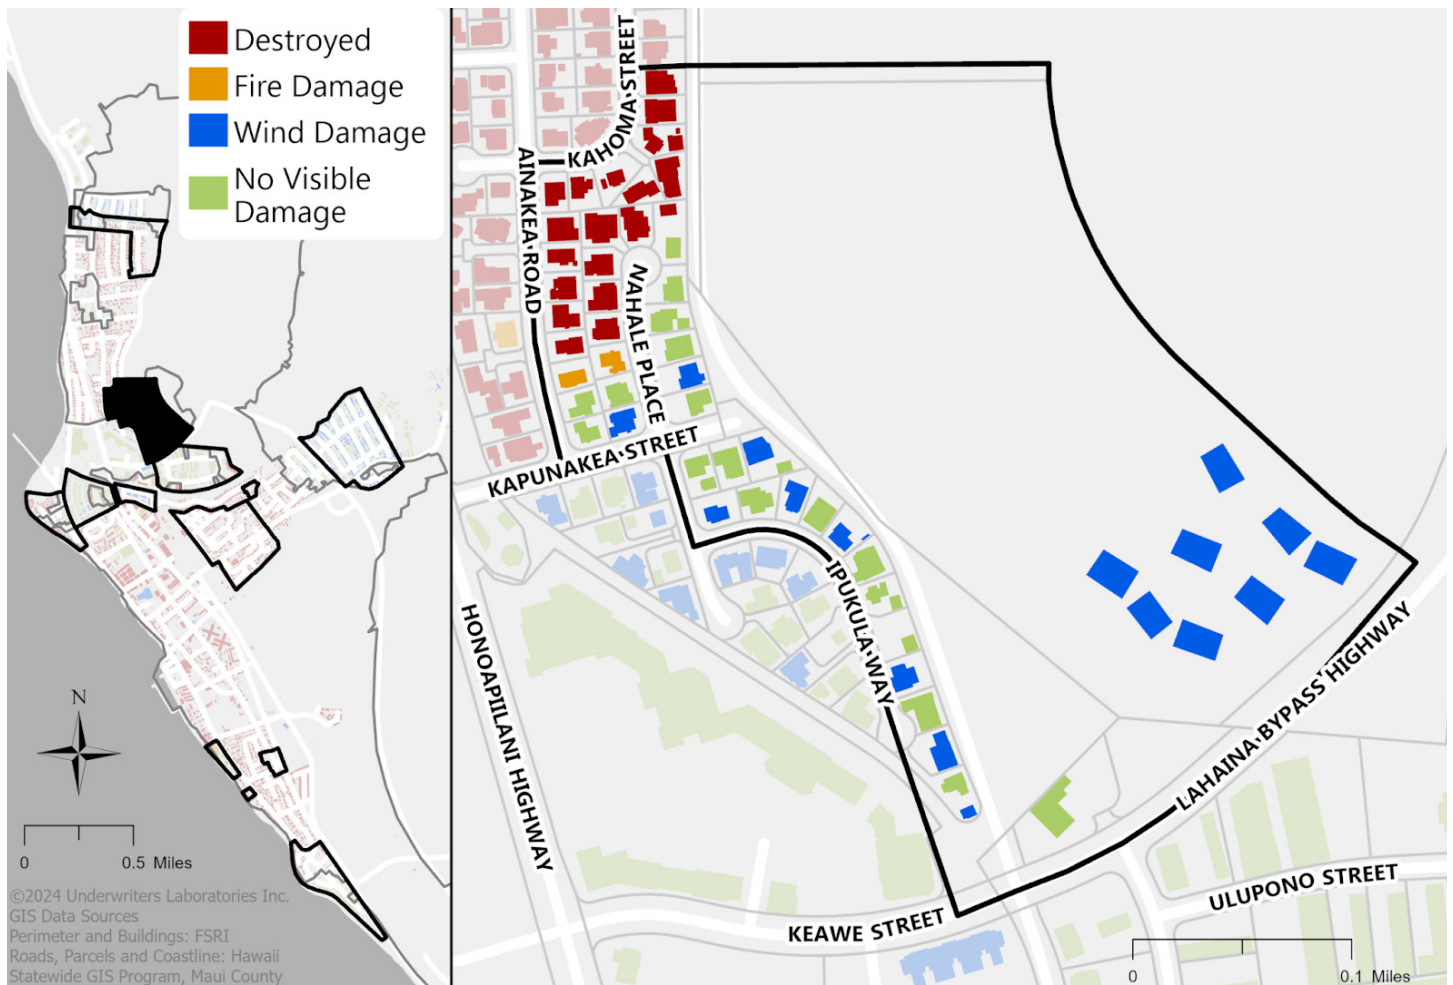 Destroyed
Fire Damage
Wind Damage
No Visible
Damage
N
0 0.5 Miles
©2024 Underwriters Laboratories Inc.
GIS Data Sources
Perimeter and Buildings: FSRI
Roads, Parcels and Coastline: Hawaii
Statewide GIS Program, Maui County
KAHOMA STREET
AINAKEA ROAD
WAHALE PLACE
KAPUNAKEA STREET
IPUKULA WAY
HONOAPIILANI HIGHWAY
LAHAINA BYPASS HIGHWAY
ULUPONO STREET
KEAWE STREET
0 0.1 Miles